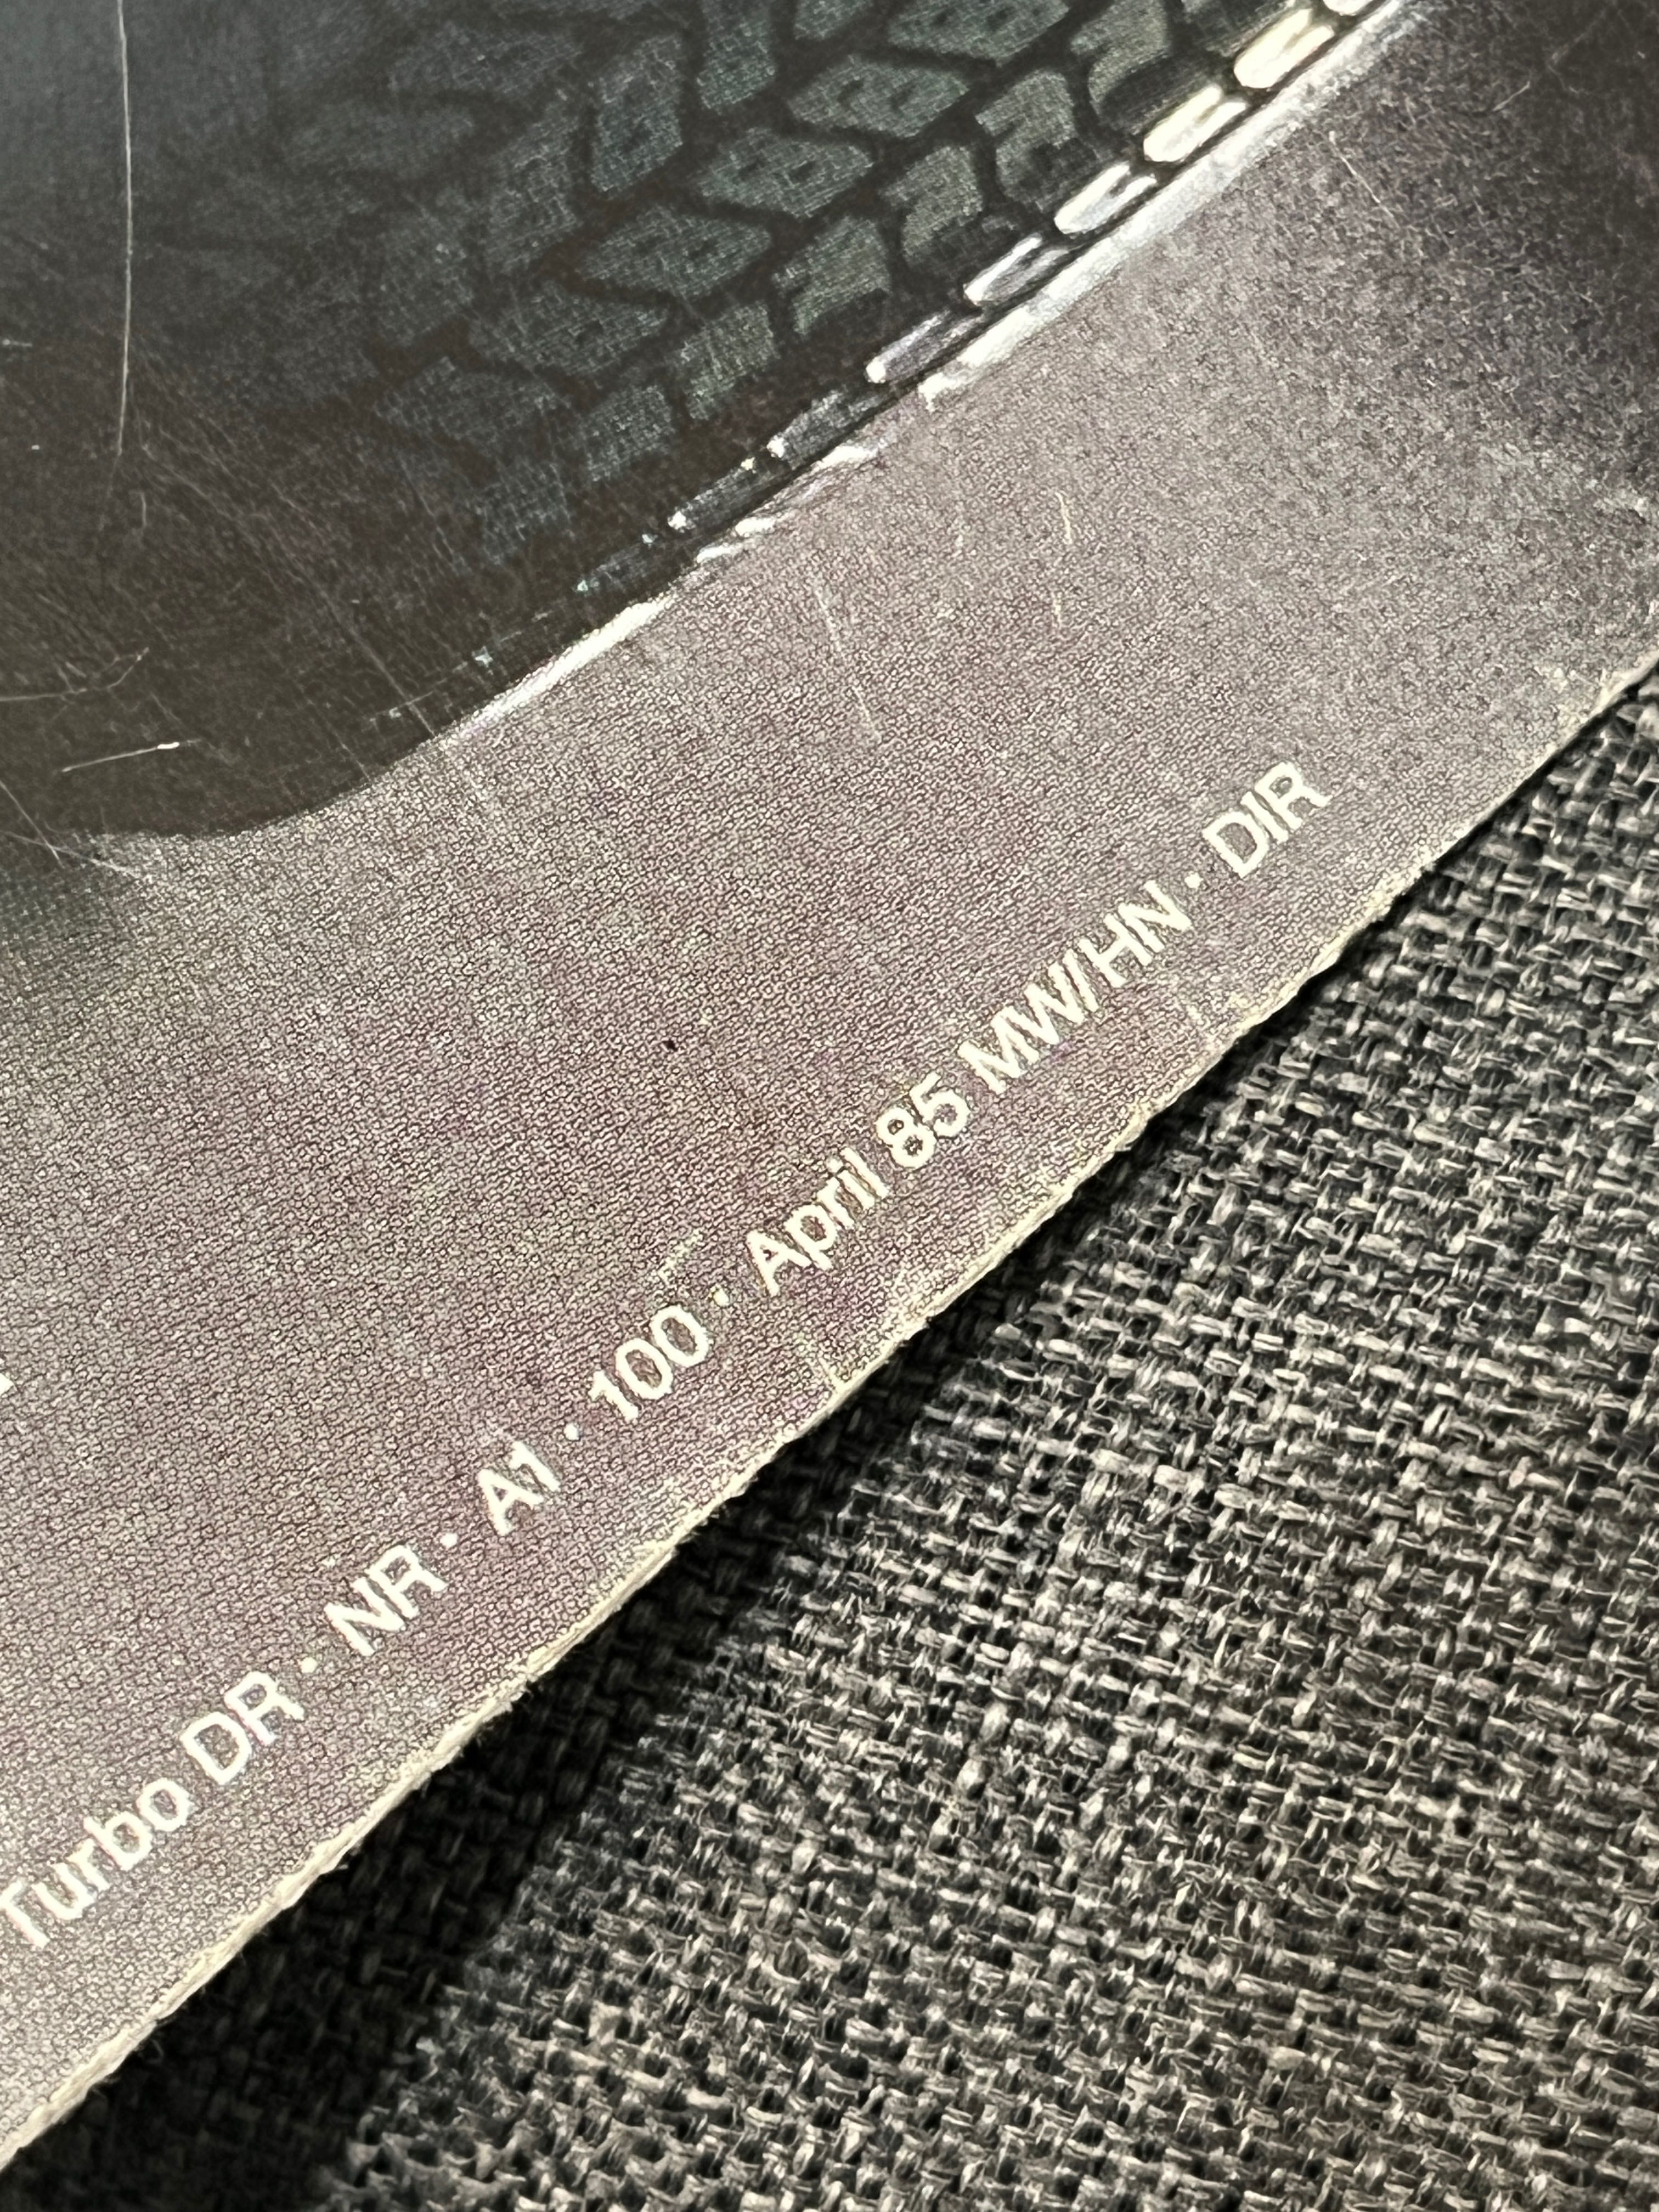 Turbo DR · NR · A1 · 100 · April 85 MW/HN · DIR